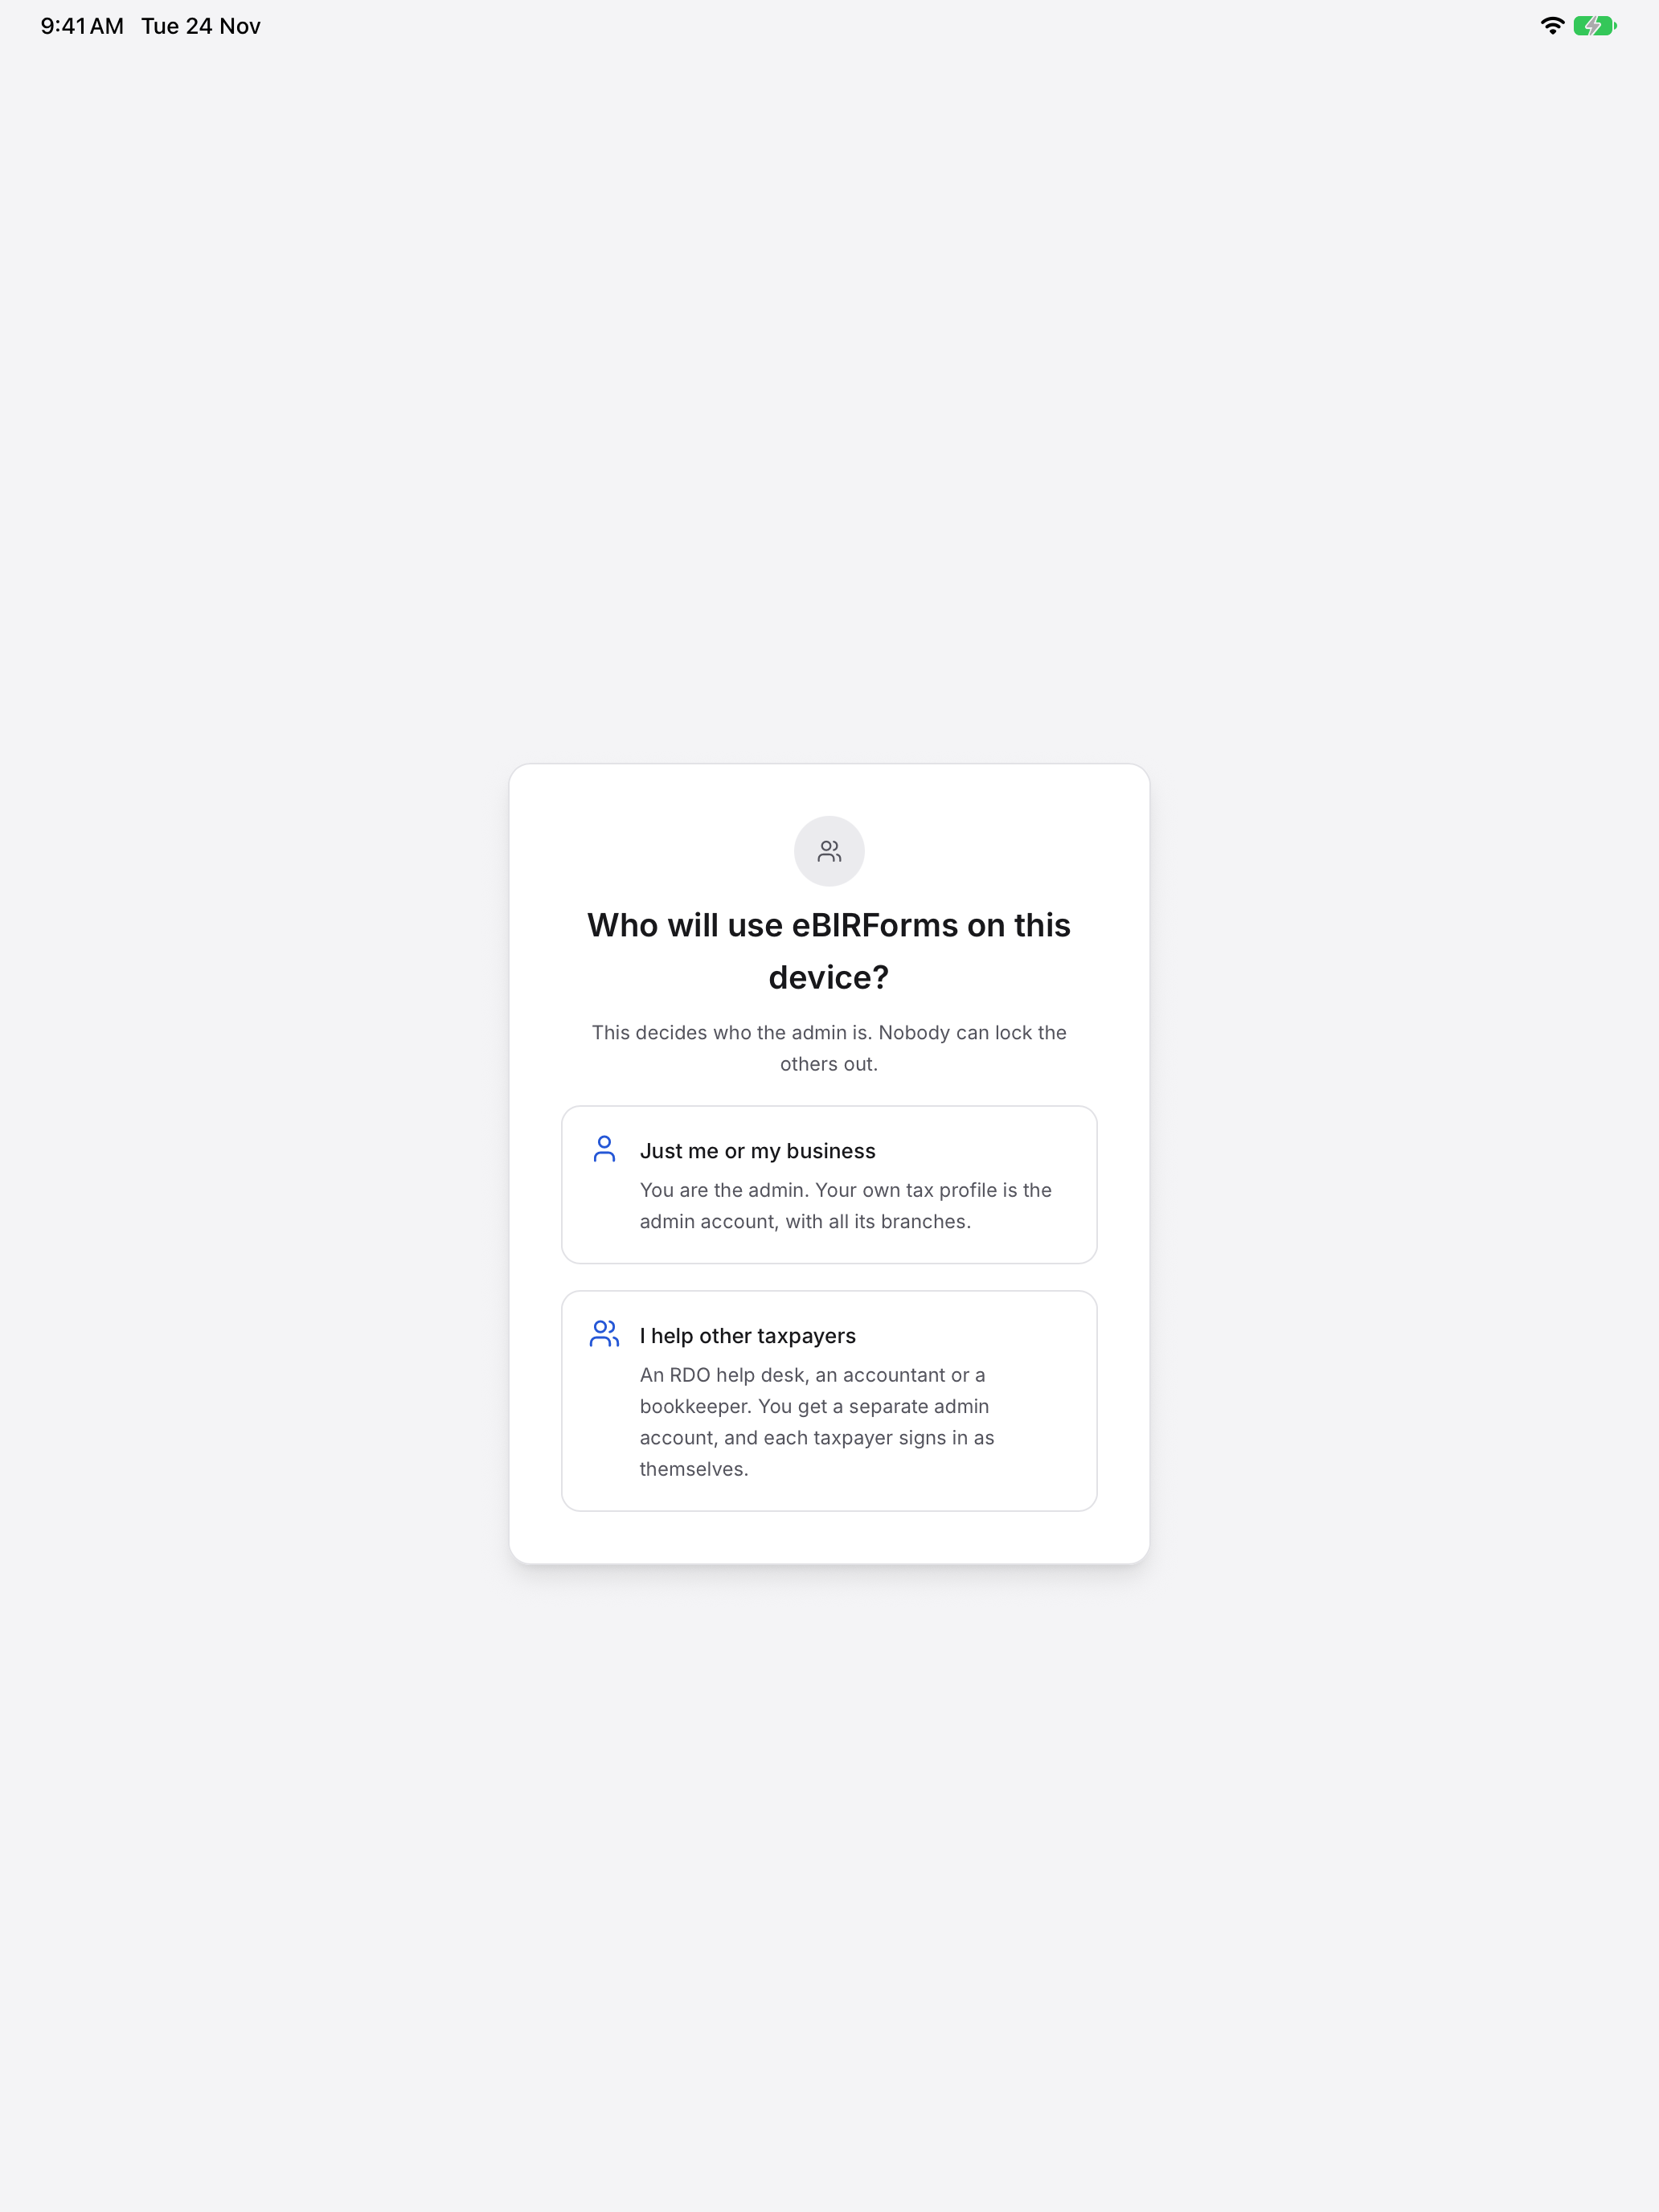 9:41 AM Tue 24 Nov
Who will use eBIRForms on this
device?
This decides who the admin is. Nobody can lock the
others out.
Just me or my business
You are the admin. Your own tax profile is the
admin account, with all its branches.
I help other taxpayers
An RDO help desk, an accountant or a
bookkeeper. You get a separate admin
account, and each taxpayer signs in as
themselves.